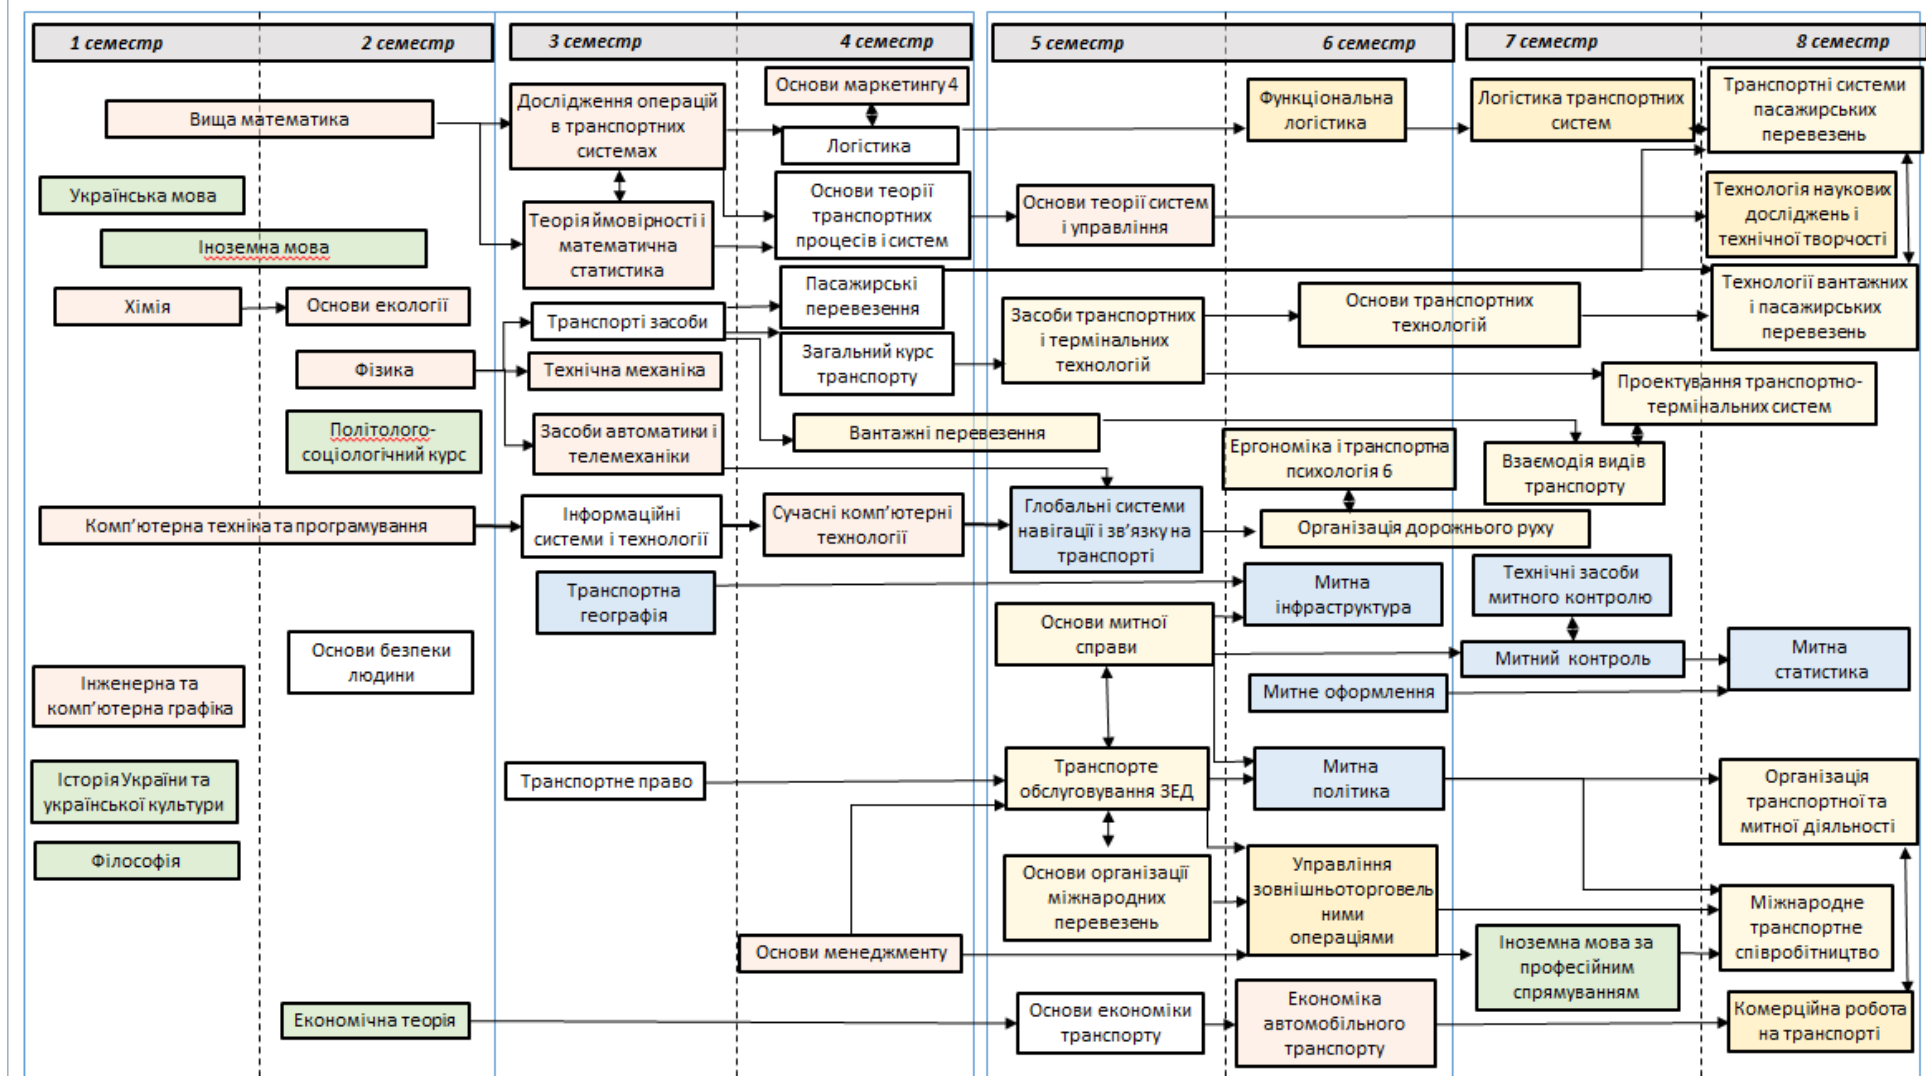 1 семестр
2 семестр
3 семестр
4 семестр
5 семестр
6 семестр
7 семестр
8 семестр
Вища математика
Українська мова
Іноземна мова
Хімія
Основи екології
Фізика
Політолого-
соціологічний курс
Комп’ютерна техніка та програмування
Основи безпеки
людини
Інженерна та
комп’ютерна графіка
Історія України та
української культури
Філософія
Економічна теорія
Дослідження операцій
в транспортних
системах
Теорія ймовірності і
математична
статистика
Транспорті засоби
Технічна механіка
Засоби автоматики і
телемеханіки
Інформаційні
системи і технології
Транспортна
географія
Транспортне право
Основи маркетингу 4
Логістика
Основи теорії
транспортних
процесів і систем
Пасажирські
перевезення
Загальний курс
транспорту
Вантажні перевезення
Сучасні комп’ютерні
технології
Основи менеджменту
Основи теорії систем
і управління
Засоби транспортних
і термінальних
технологій
Глобальні системи
навігації і зв’язку на
транспорті
Основи митної
справи
Транспорте
обслуговування ЗЕД
Основи організації
міжнародних
перевезень
Основи економіки
транспорту
Функціональна
логістика
Основи транспортних
технологій
Ергономіка і транспортна
психологія 6
Організація дорожнього руху
Митна
інфраструктура
Митне оформлення
Митна
політика
Управління
зовнішньоторговель
ними
операціями
Економіка
автомобільного
транспорту
Логістика транспортних
систем
Проектування транспортно-
термінальних систем
Взаємодія видів
транспорту
Технічні засоби
митного контролю
Митний контроль
Іноземна мова за
професійним
спрямуванням
Транспортні системи
пасажирських
перевезень
Технологія наукових
досліджень і
технічної творчості
Технології вантажних
і пасажирських
перевезень
Митна
статистика
Організація
транспортної та
митної діяльності
Міжнародне
транспортне
співробітництво
Комерційна робота
на транспорті